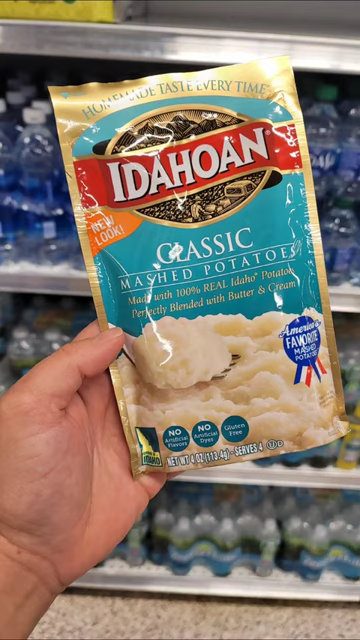 HOMEMADE TASTE EVERY TIME
IDAHOAN®
NEW
LOOK!
CLASSIC
MASHED POTATOES
Made with 100% REAL Idaho® Potatoes
Perfectly Blended with Butter & Cream
America's
FAVORITE
MASHED
POTATOES
NO
Artificial
Flavors
NO
Artificial
Dyes
Gluten
Free
IDAHO
NET WT 4 OZ (113.4g) - SERVES 4